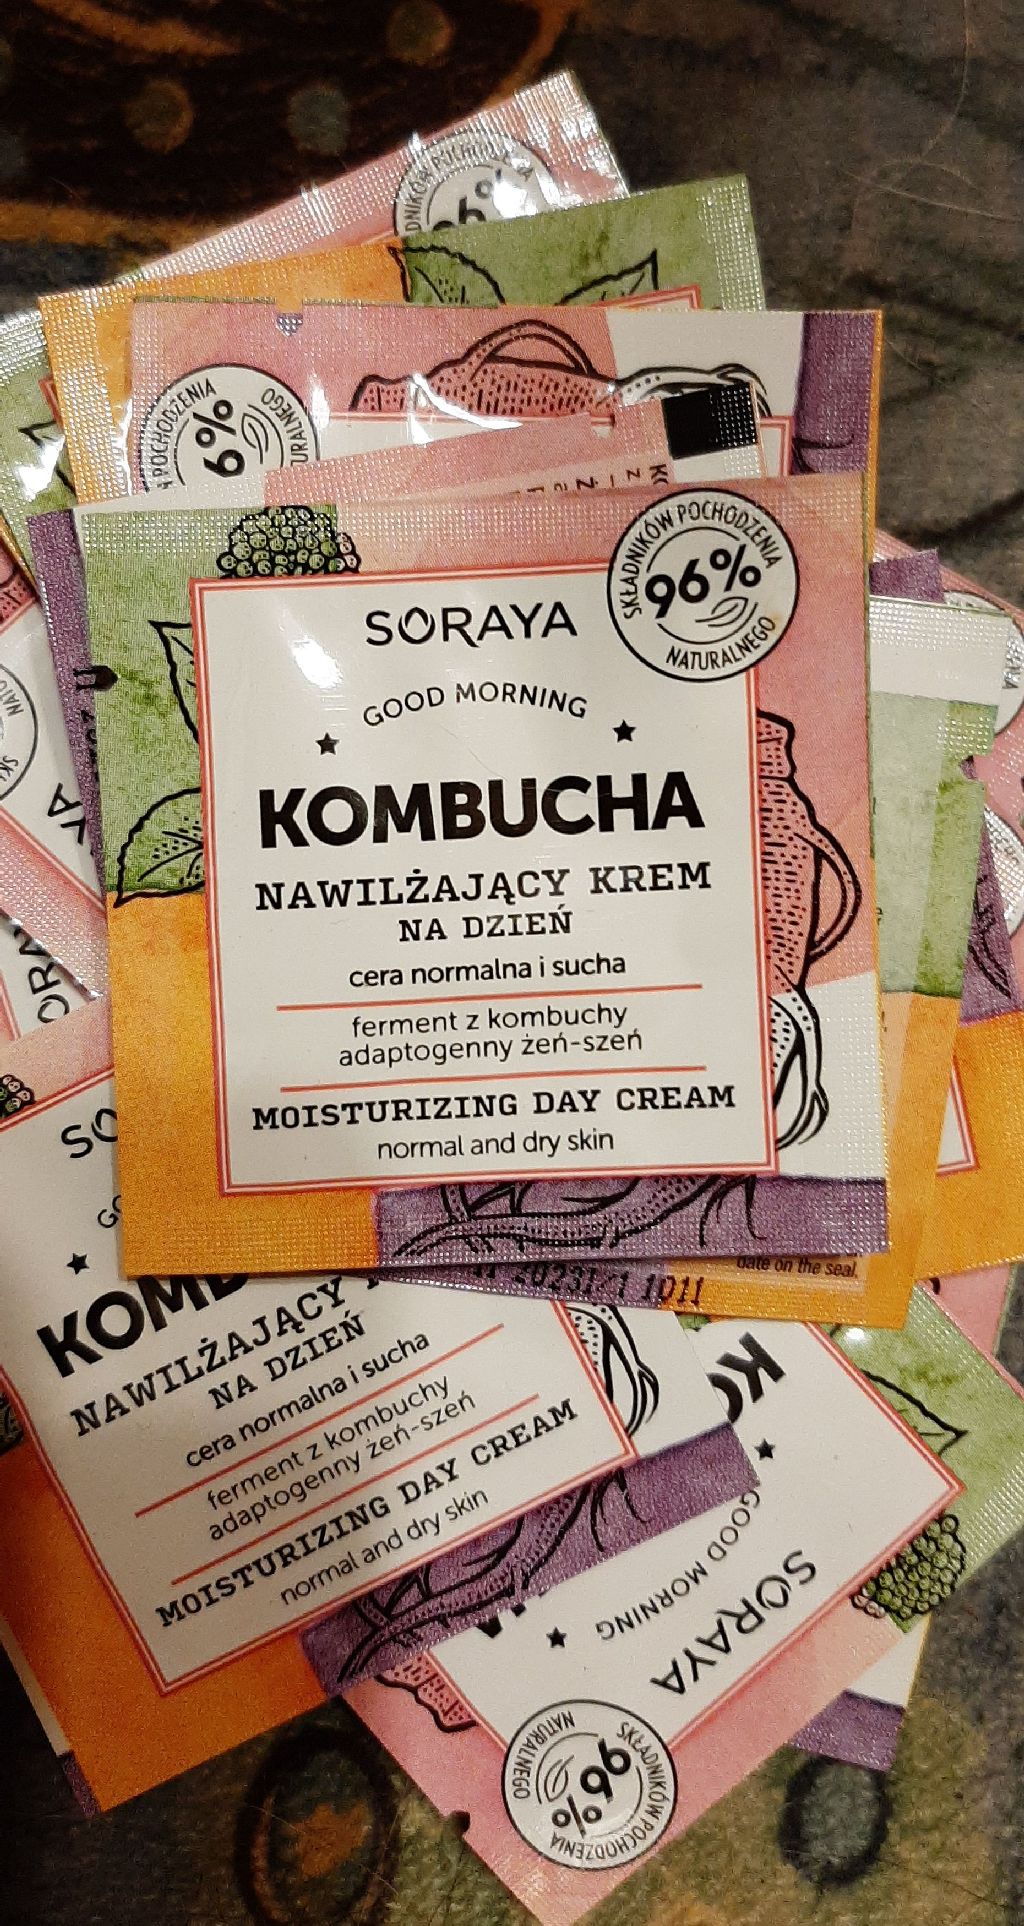 SKŁADNIKÓW POCHODZENIA
96%
NATURALNEGO
SORAYA
GOOD MORNING
KOMBUCHA
NAWILŻAJĄCY KREM
NA DZIEŃ
cera normalna i sucha
ferment z kombuchy
adaptogenny żeń-szeń
MOISTURIZING DAY CREAM
normal and dry skin
date on the seal.
NAWILŻAJĄCY
NA DZIEŃ
cera normalna i sucha
ferment z kombuchy
adaptogenny żeń-szeń
MOISTURIZING DAY CREAM
normal and dry skin
GOOD MORNING
SORAYA
SKŁADNIKÓW POCHODZENIA
96%
NATURALNEGO